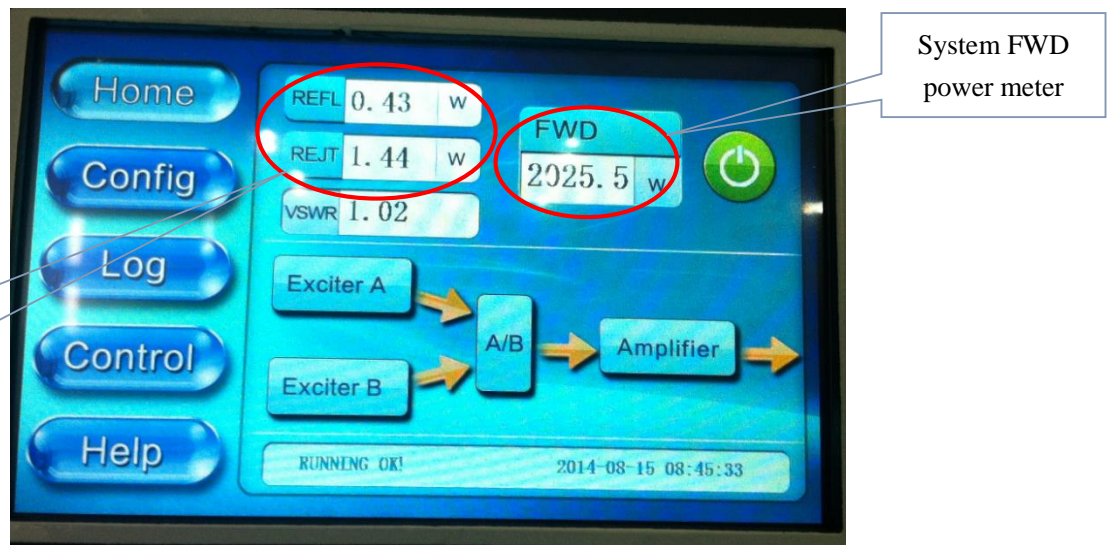 System FWD
power meter
Home
Config
Log
Control
Help
REFL 0.43 W
REJT 1.44 W
VSWR 1.02
FWD
2025.5 W
Exciter A
Exciter B
A/B
Amplifier
RUNNING OK! 2014-08-15 08:45:33